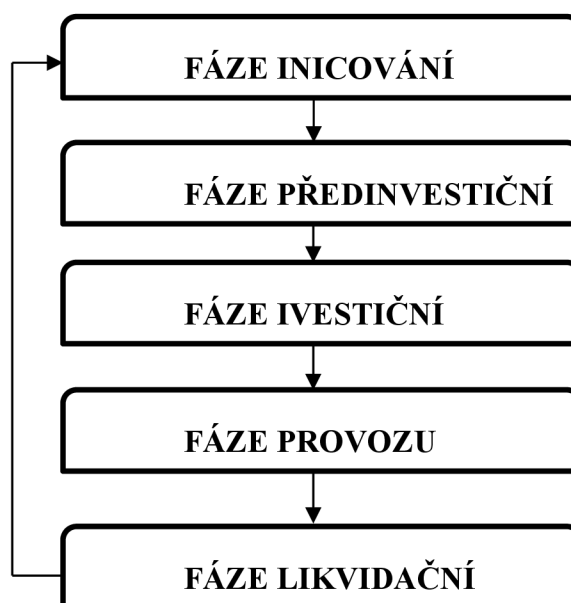 FÁZE INICOVÁNÍ
FÁZE PŘEDINVESTIČNÍ
FÁZE IVESTIČNÍ
FÁZE PROVOZU
FÁZE LIKVIDAČNÍ